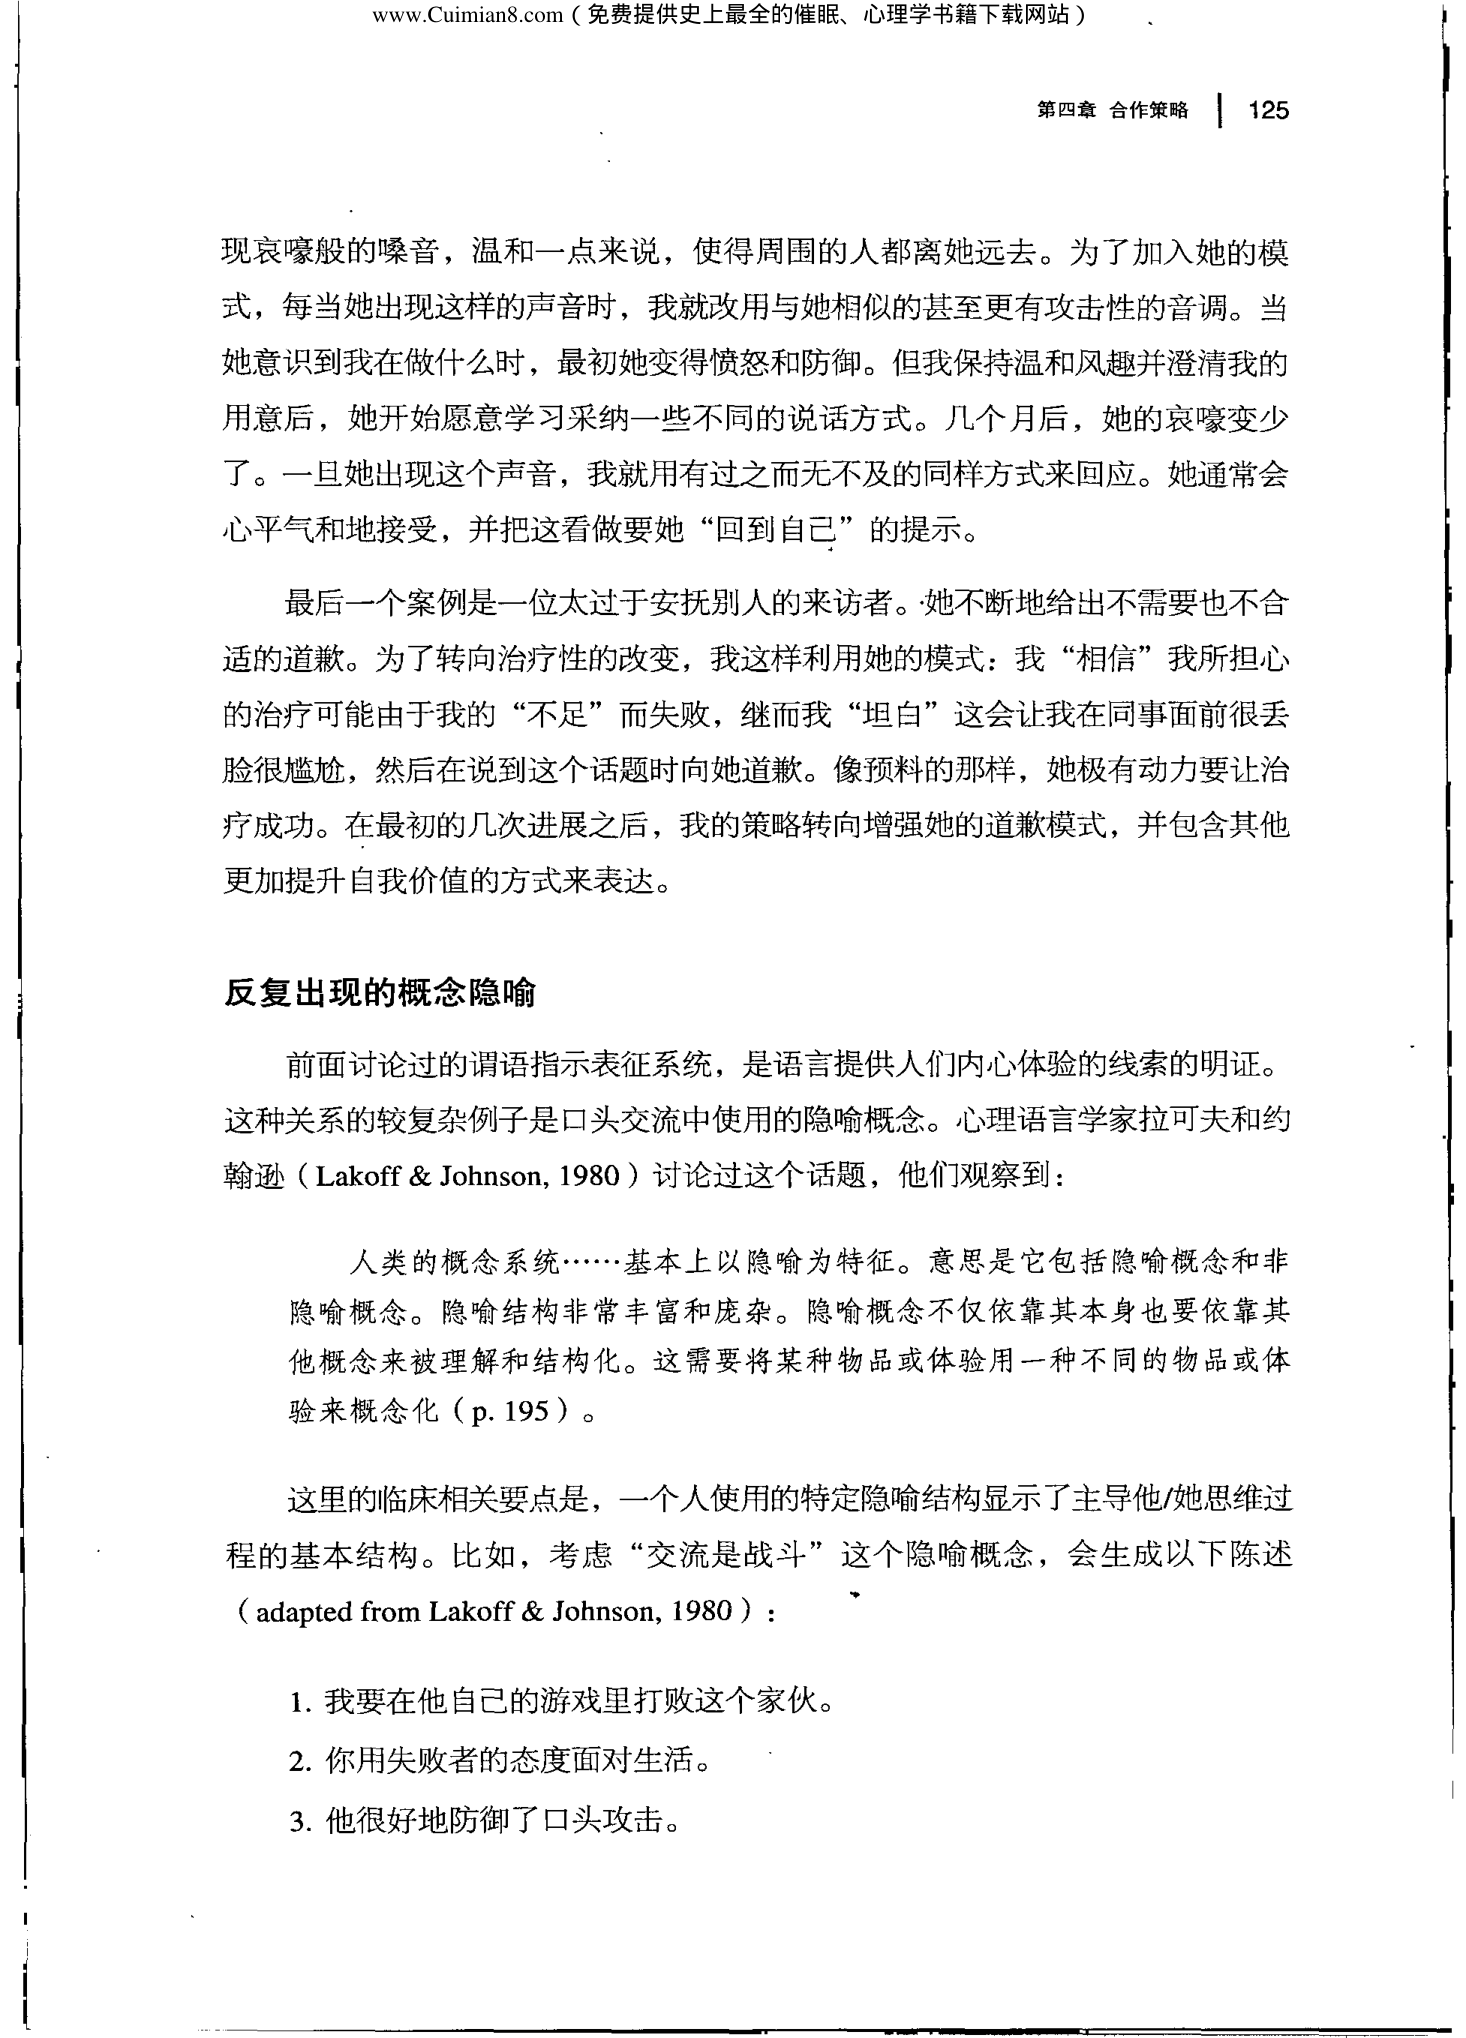 www.Cuimian8.com（免费提供史上最全的催眠、心理学书籍下载网站）
第四章 合作策略 | 125
现哀嚎般的嗓音，温和一点来说，使得周围的人都离她远去。为了加入她的模
式，每当她出现这样的声音时，我就改用与她相似的甚至更有攻击性的音调。当
她意识到我在做什么时，最初她变得愤怒和防御。但我保持温和风趣并澄清我的
用意后，她开始愿意学习采纳一些不同的说话方式。几个月后，她的哀嚎变少
了。一旦她出现这个声音，我就用有过之而无不及的同样方式来回应。她通常会
心平气和地接受，并把这看做要她“回到自己”的提示。
最后一个案例是一位太过于安抚别人的来访者。她不断地给出不需要也不合
适的道歉。为了转向治疗性的改变，我这样利用她的模式：我“相信”我所担心
的治疗可能由于我的“不足”而失败，继而我“坦白”这会让我在同事面前很丢
脸很尴尬，然后在说到这个话题时向她道歉。像预料的那样，她极有动力要让治
疗成功。在最初的几次进展之后，我的策略转向增强她的道歉模式，并包含其他
更加提升自我价值的方式来表达。
反复出现的概念隐喻
前面讨论过的谓语指示表征系统，是语言提供人们内心体验的线索的明证。
这种关系的较复杂例子是口头交流中使用的隐喻概念。心理语言学家拉可夫和约
翰逊（Lakoff & Johnson, 1980）讨论过这个话题，他们观察到：
人类的概念系统……基本上以隐喻为特征。意思是它包括隐喻概念和非
隐喻概念。隐喻结构非常丰富和庞杂。隐喻概念不仅依靠其本身也要依靠其
他概念来被理解和结构化。这需要将某种物品或体验用一种不同的物品或体
验来概念化（p. 195）。
这里的临床相关要点是，一个人使用的特定隐喻结构显示了主导他/她思维过
程的基本结构。比如，考虑“交流是战斗”这个隐喻概念，会生成以下陈述
（adapted from Lakoff & Johnson, 1980）：
1. 我要在他自己的游戏里打败这个家伙。
2. 你用失败者的态度面对生活。
3. 他很好地防御了口头攻击。